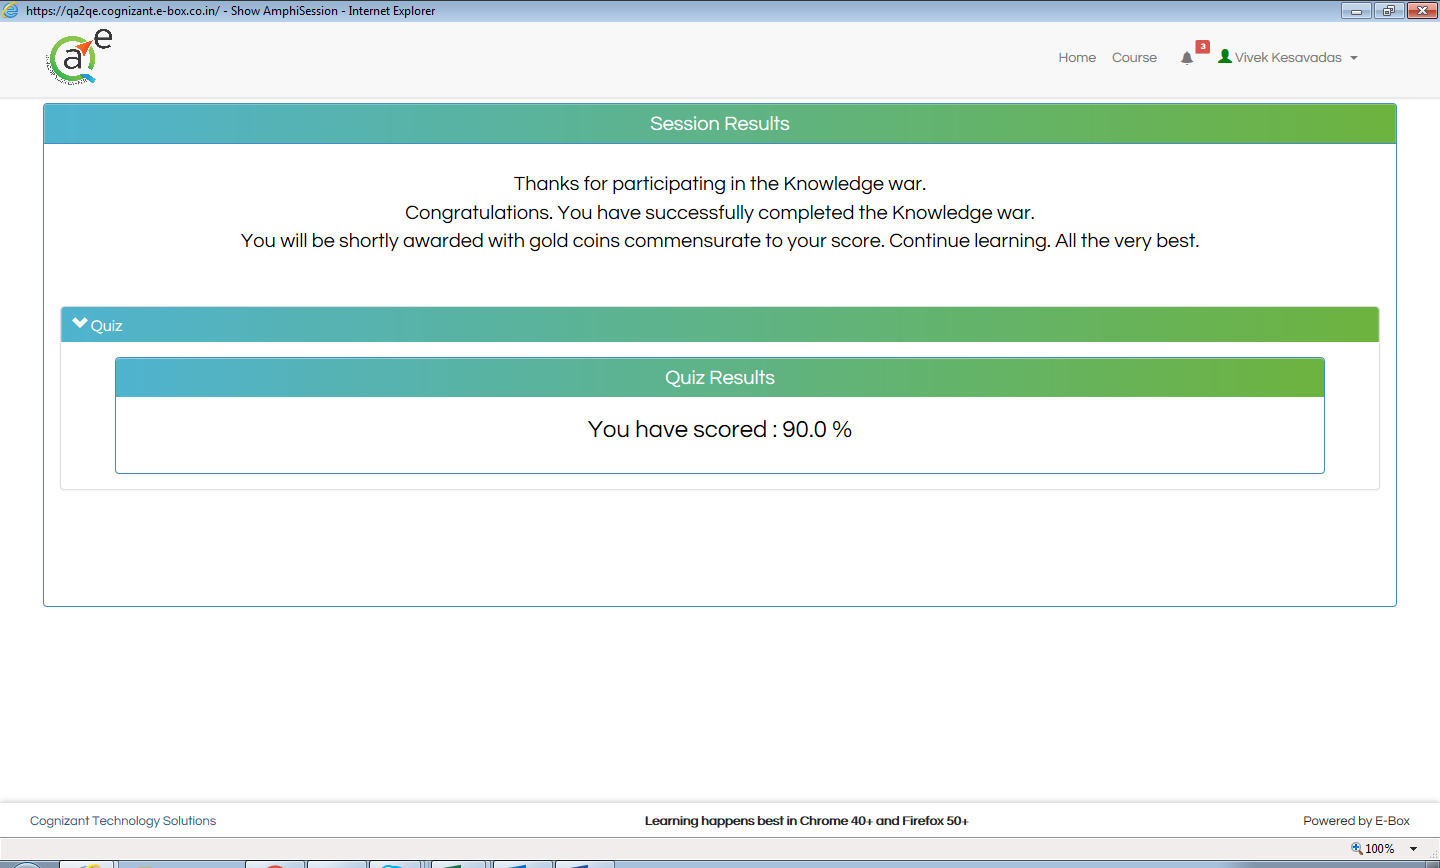 https://qa2qe.cognizant.e-box.co.in/ - Show AmphiSession - Internet Explorer
a e
Home Course 3 Vivek Kesavadas
Session Results
Thanks for participating in the Knowledge war.
Congratulations. You have successfully completed the Knowledge war.
You will be shortly awarded with gold coins commensurate to your score. Continue learning. All the very best.
Quiz
Quiz Results
You have scored : 90.0 %
Cognizant Technology Solutions Learning happens best in Chrome 40+ and Firefox 50+ Powered by E-Box
100%